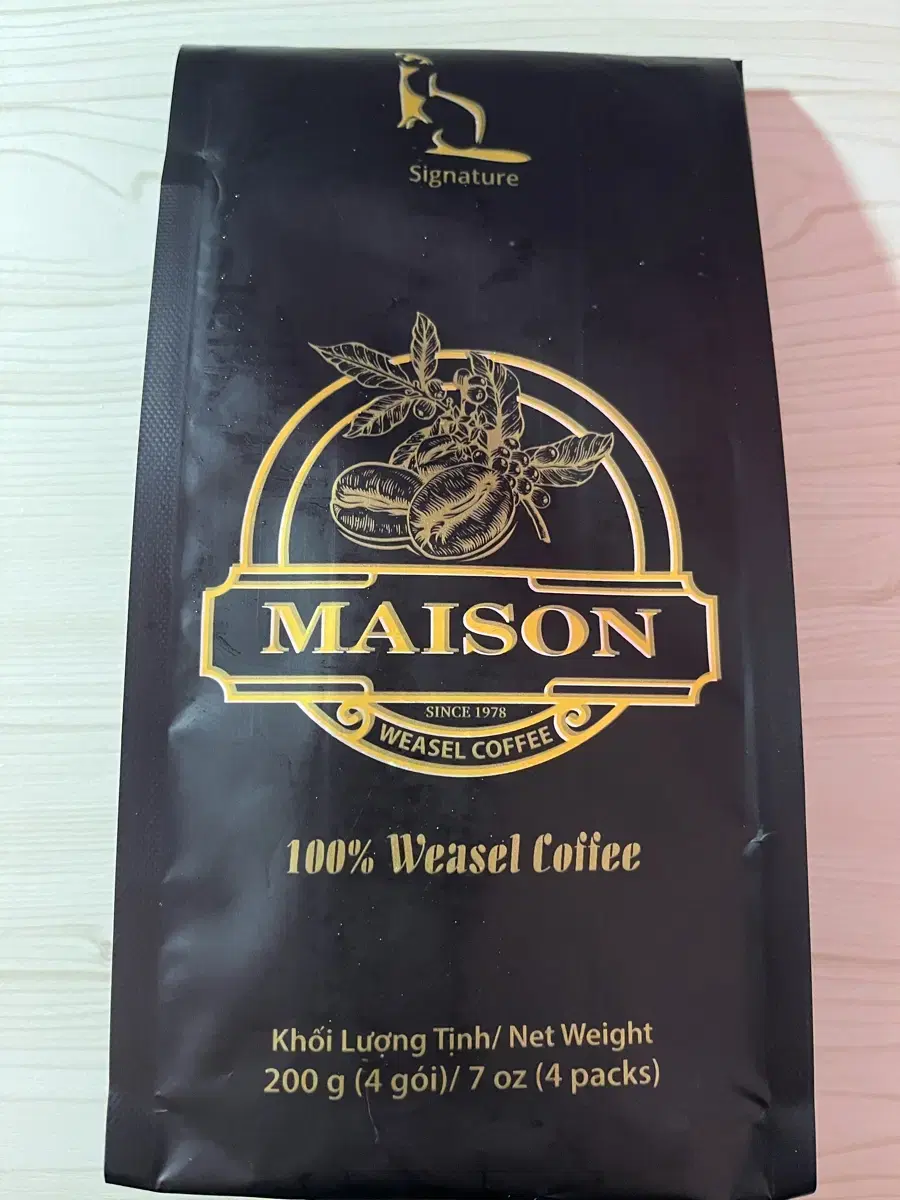 Signature
MAISON
SINCE 1978
WEASEL COFFEE
100% Weasel Coffee
Khối Lượng Tịnh/ Net Weight
200 g (4 gói)/ 7 oz (4 packs)